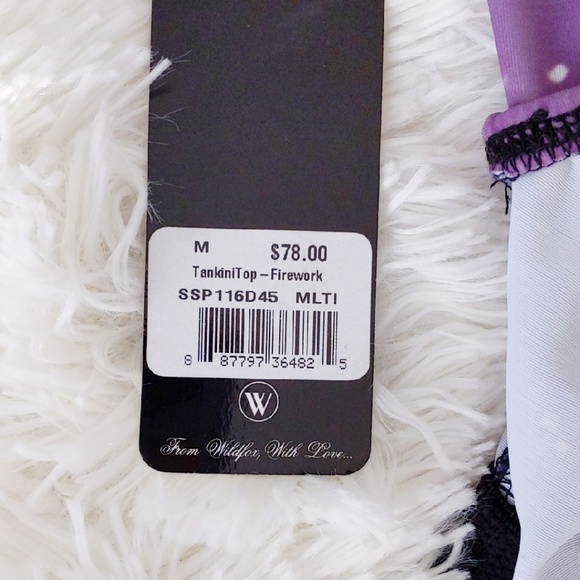 M $78.00
TankiniTop – Firework
SSP116D45 MLTI
8 87797 36482 5
W
From Wildfox, With Love...